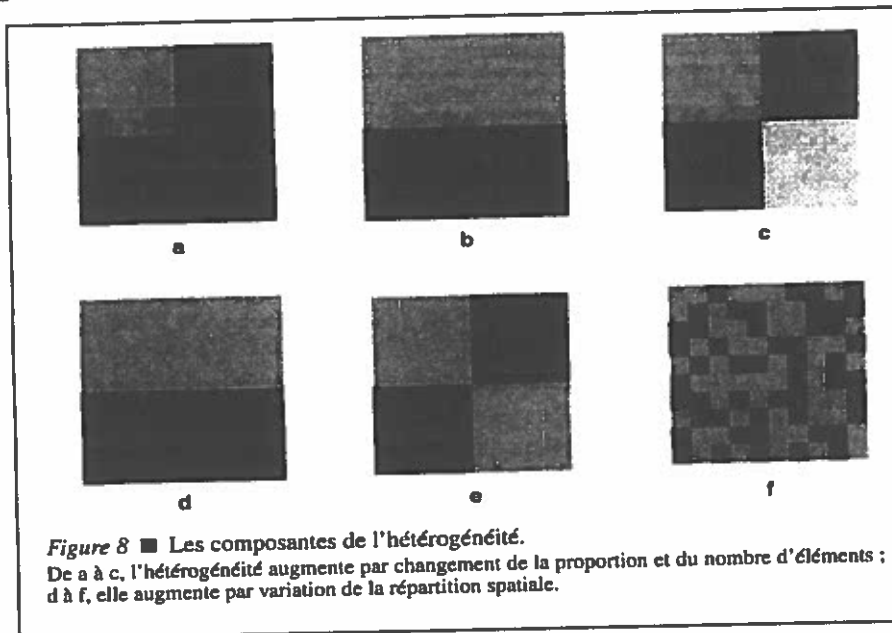 a
b
c
d
e
f
Figure 8 ■ Les composantes de l'hétérogénéité.
De a à c, l'hétérogénéité augmente par changement de la proportion et du nombre d'éléments ;
d à f, elle augmente par variation de la répartition spatiale.